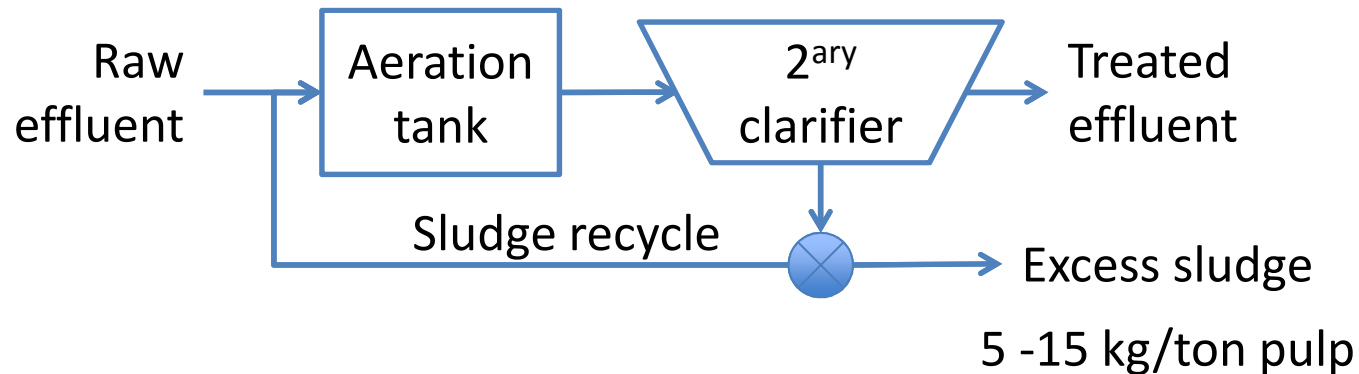 Raw
effluent
Aeration
tank
2ary
clarifier
Treated
effluent
Sludge recycle
Excess sludge
5 -15 kg/ton pulp